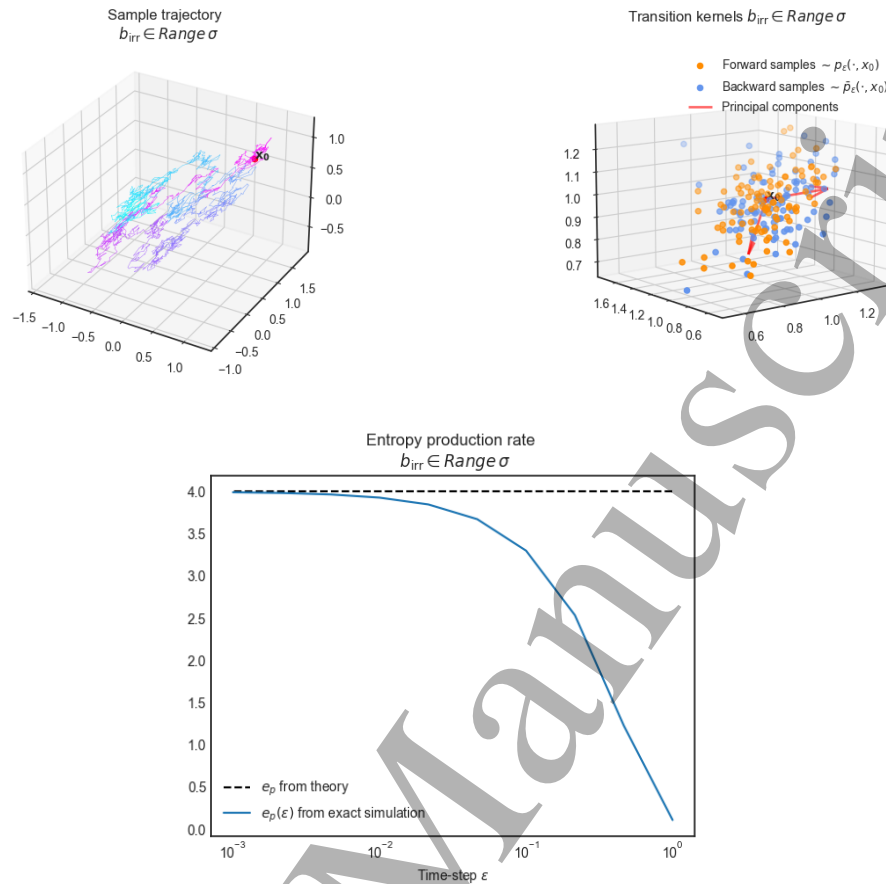 Sample trajectory
b_irr ∈ Range σ
1.0
0.5
0.0
−0.5
x₀
−1.5
−1.0
−0.5
0.0
0.5
1.0
−1.0
−0.5
0.0
0.5
1.0
1.5
Transition kernels b_irr ∈ Range σ
Forward samples ~ p_ε(·, x₀)
Backward samples ~ p̄_ε(·, x₀)
Principal components
1.2
1.1
1.0
0.9
0.8
0.7
x₀
1.6 1.4 1.2 1.0 0.8 0.6
0.6 0.8 1.0 1.2
Entropy production rate
b_irr ∈ Range σ
4.0
3.5
3.0
2.5
2.0
1.5
1.0
0.5
0.0
e_p from theory
e_p(ε) from exact simulation
10⁻³ 10⁻² 10⁻¹ 10⁰
Time-step ε
Manuscript